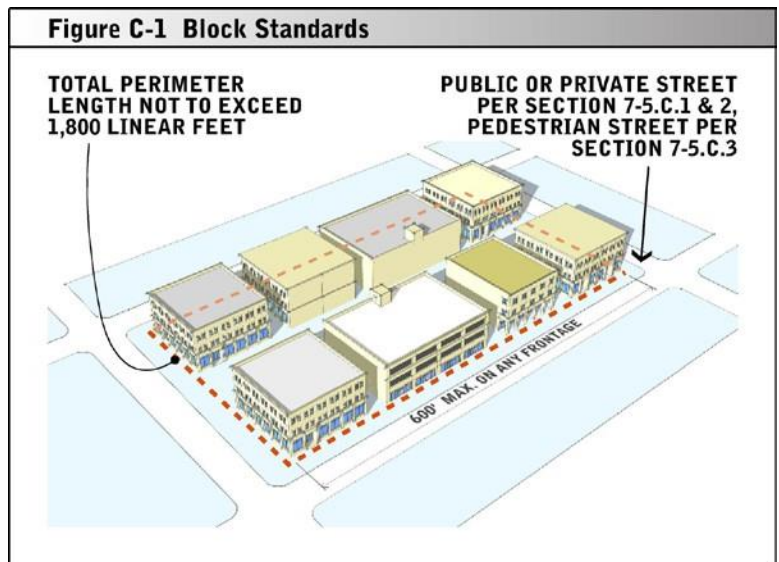 Figure C-1 Block Standards
TOTAL PERIMETER
LENGTH NOT TO EXCEED
1,800 LINEAR FEET
PUBLIC OR PRIVATE STREET
PER SECTION 7-5.C.1 & 2,
PEDESTRIAN STREET PER
SECTION 7-5.C.3
600' MAX. ON ANY FRONTAGE